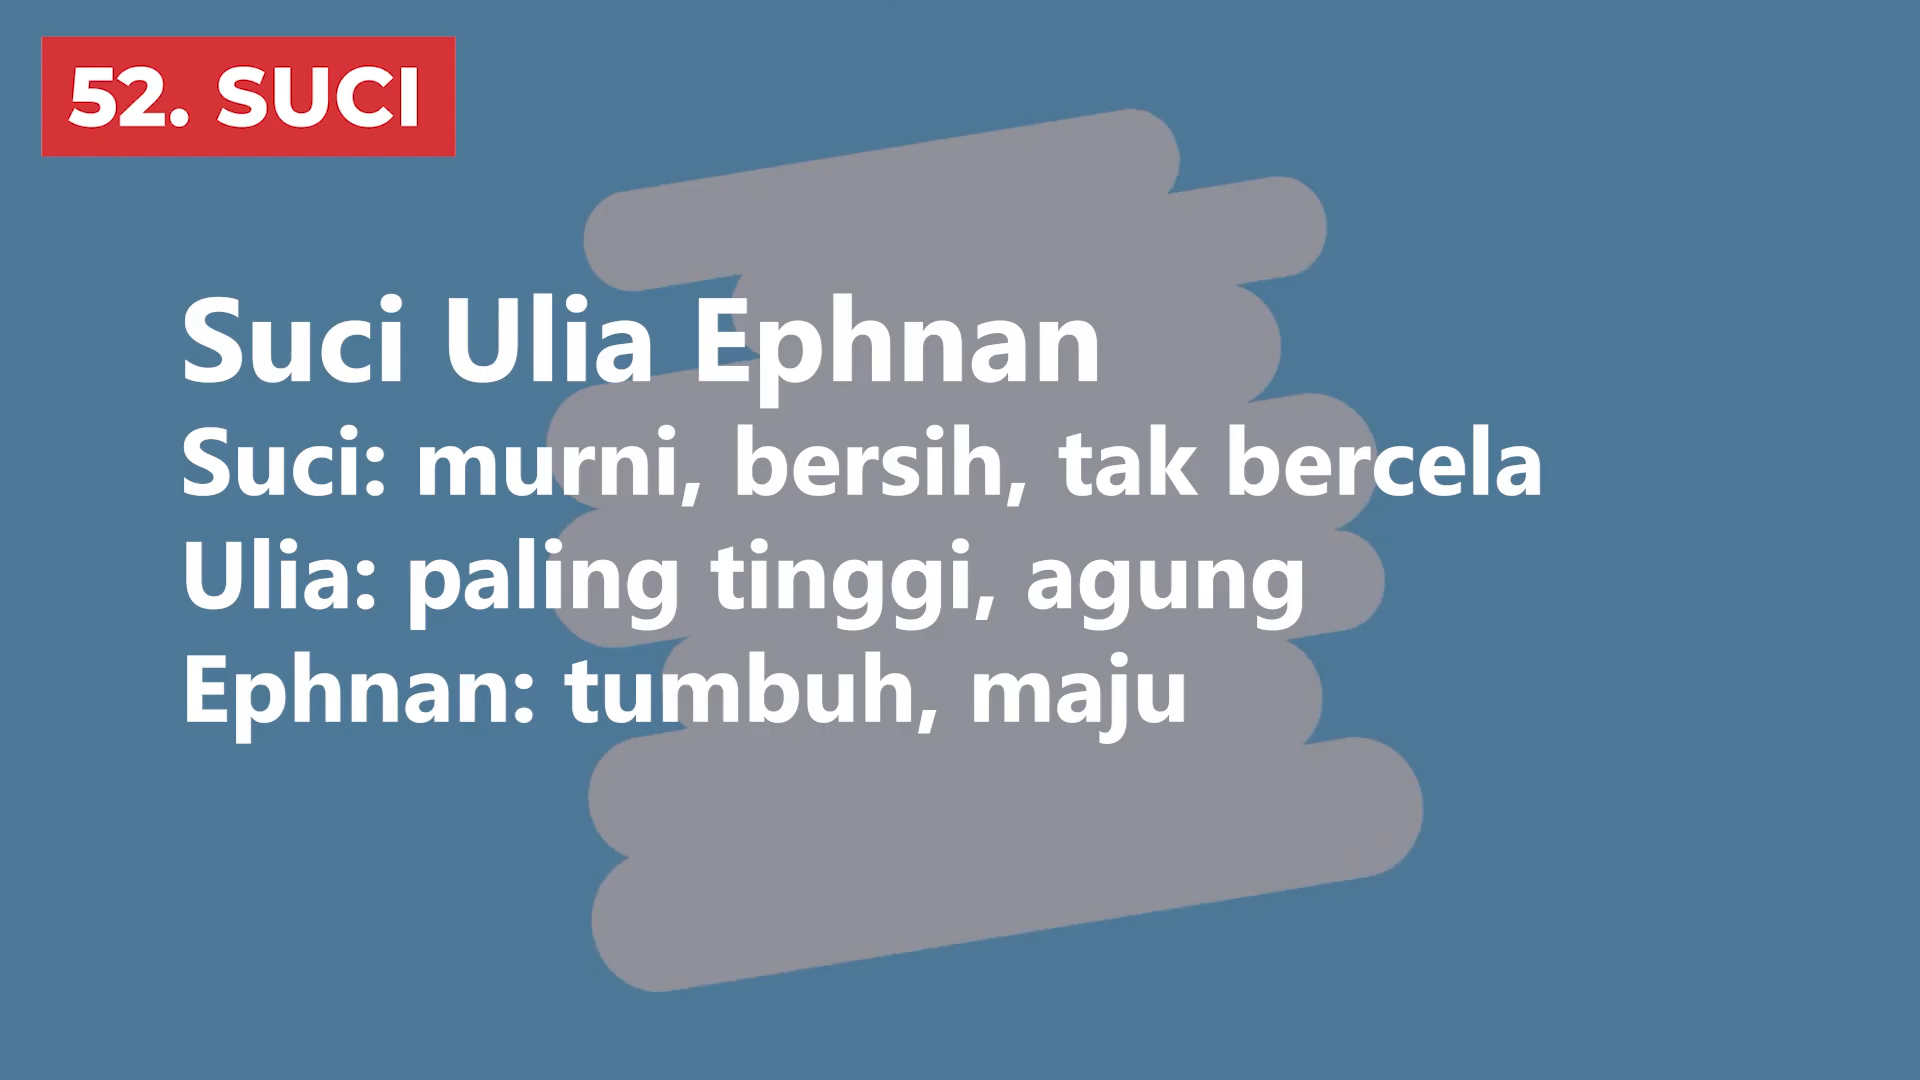 52. SUCI
Suci Ulia Ephnan
Suci: murni, bersih, tak bercela
Ulia: paling tinggi, agung
Ephnan: tumbuh, maju